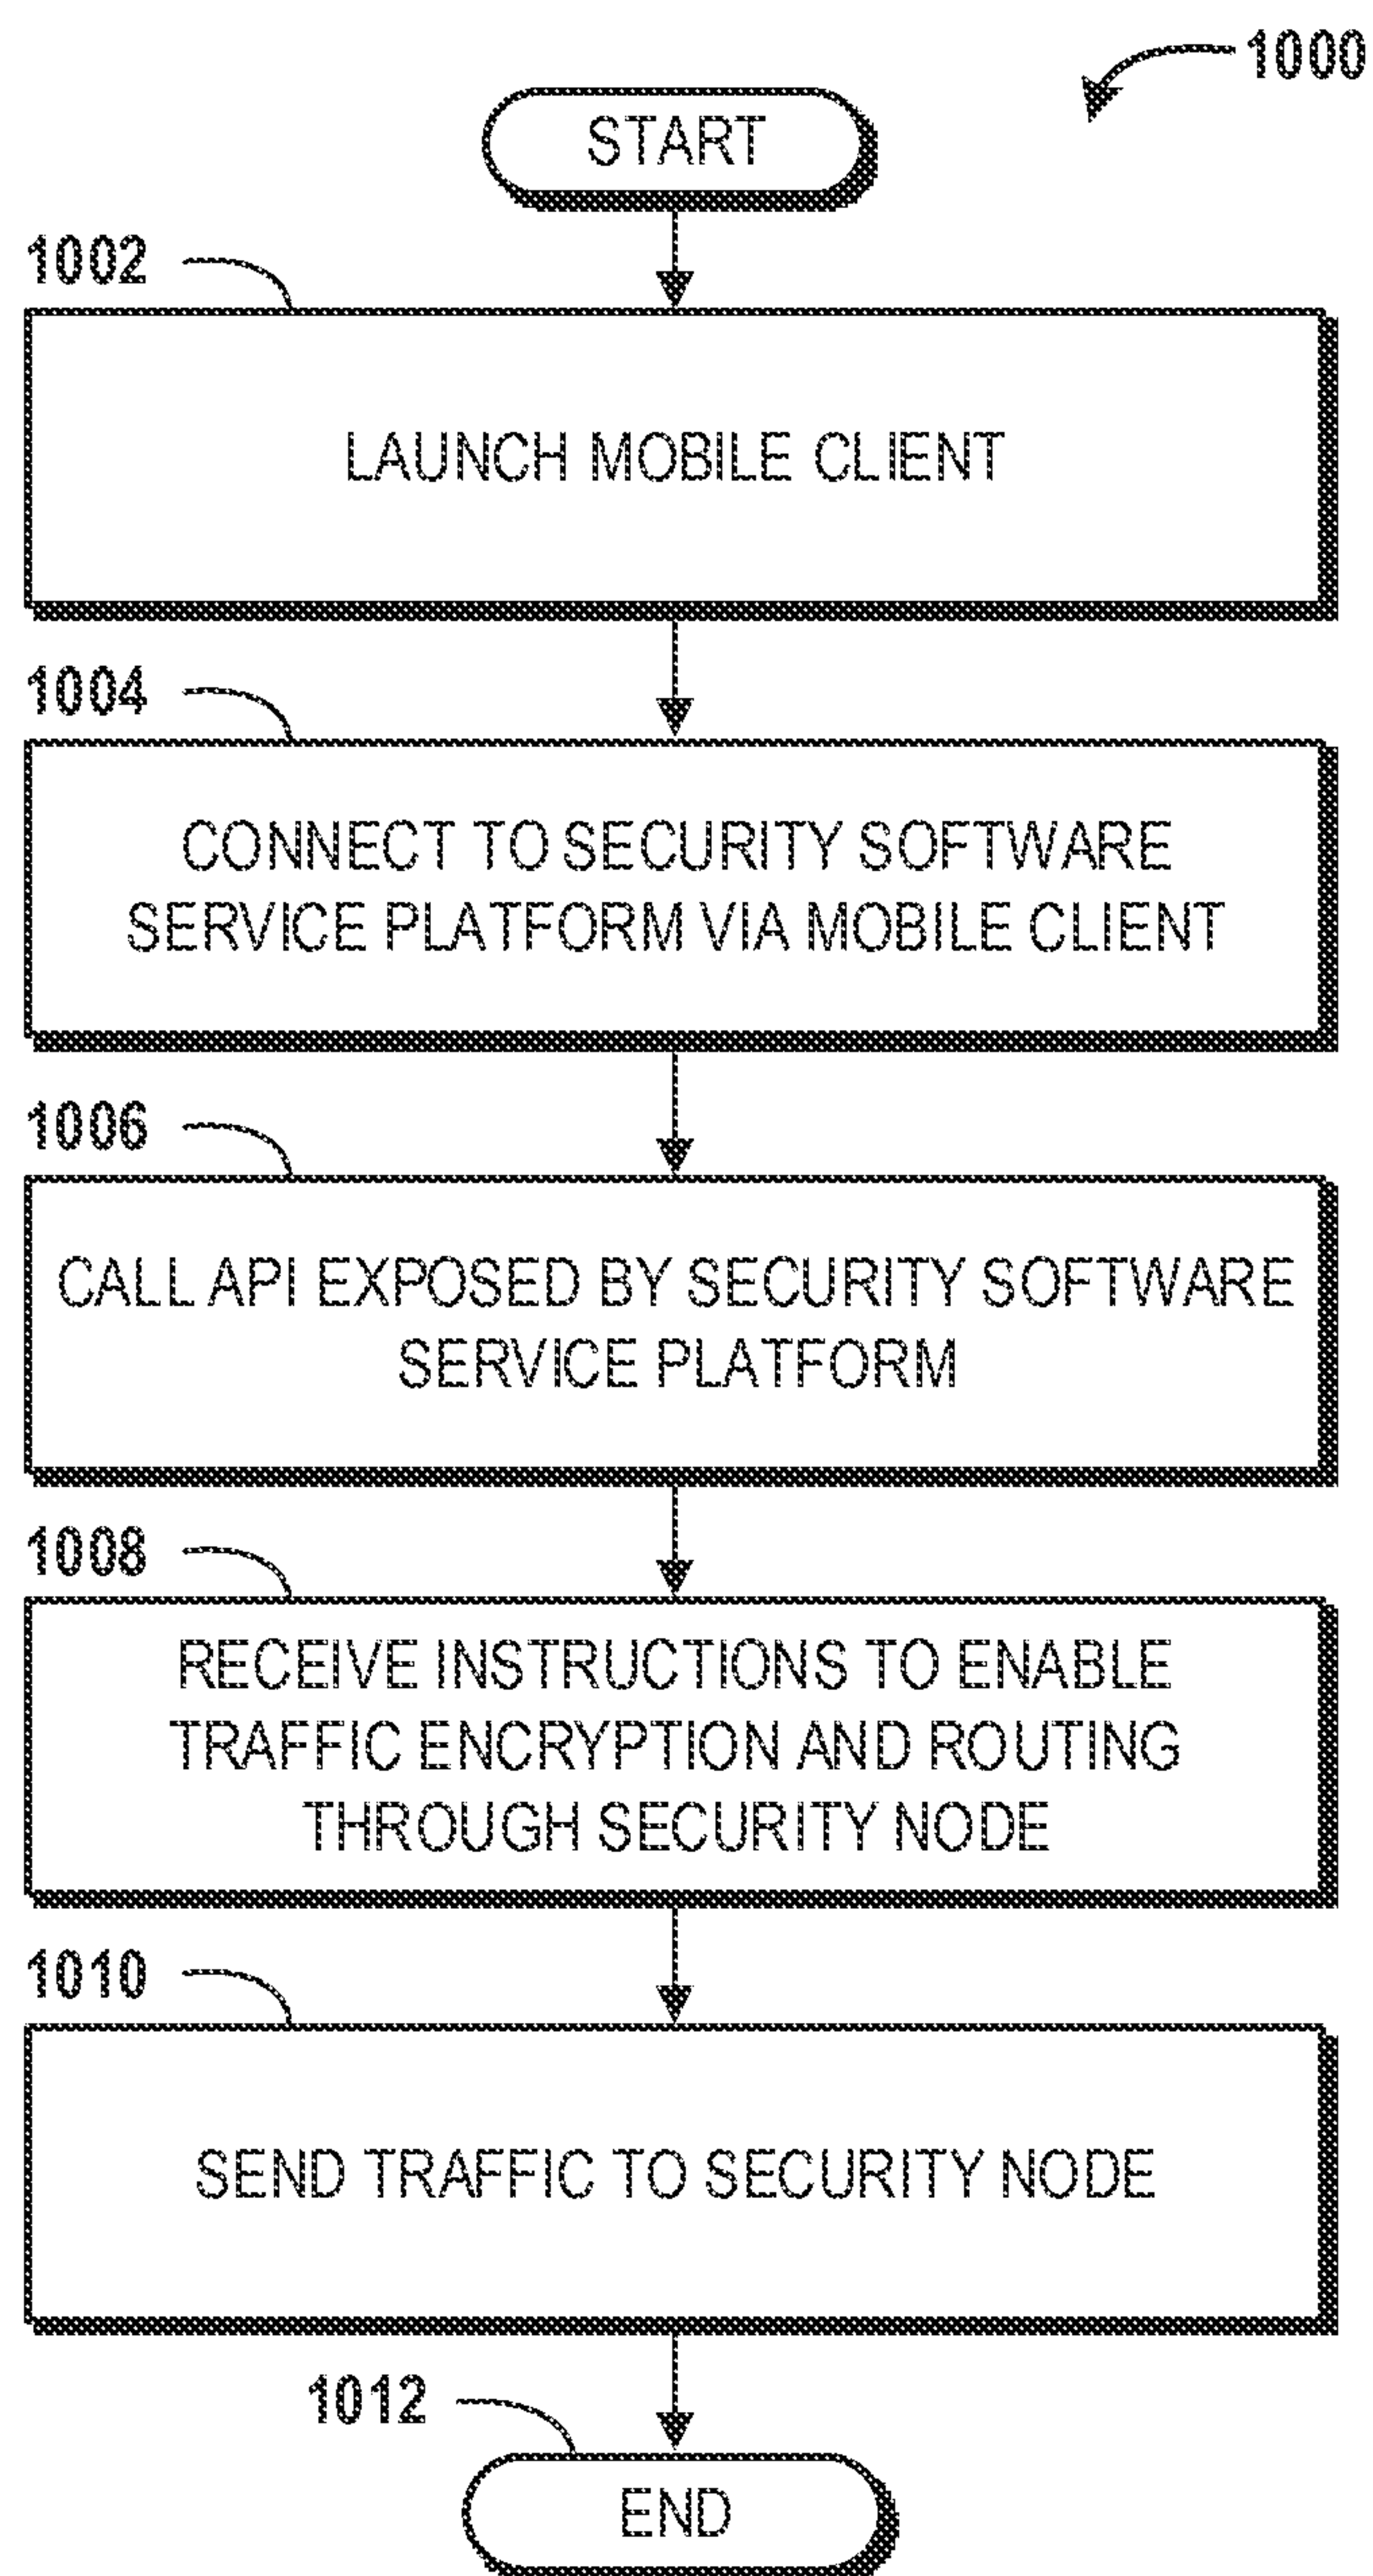 1000
START
1002
LAUNCH MOBILE CLIENT
1004
CONNECT TO SECURITY SOFTWARE
SERVICE PLATFORM VIA MOBILE CLIENT
1006
CALL API EXPOSED BY SECURITY SOFTWARE
SERVICE PLATFORM
1008
RECEIVE INSTRUCTIONS TO ENABLE
TRAFFIC ENCRYPTION AND ROUTING
THROUGH SECURITY NODE
1010
SEND TRAFFIC TO SECURITY NODE
1012
END